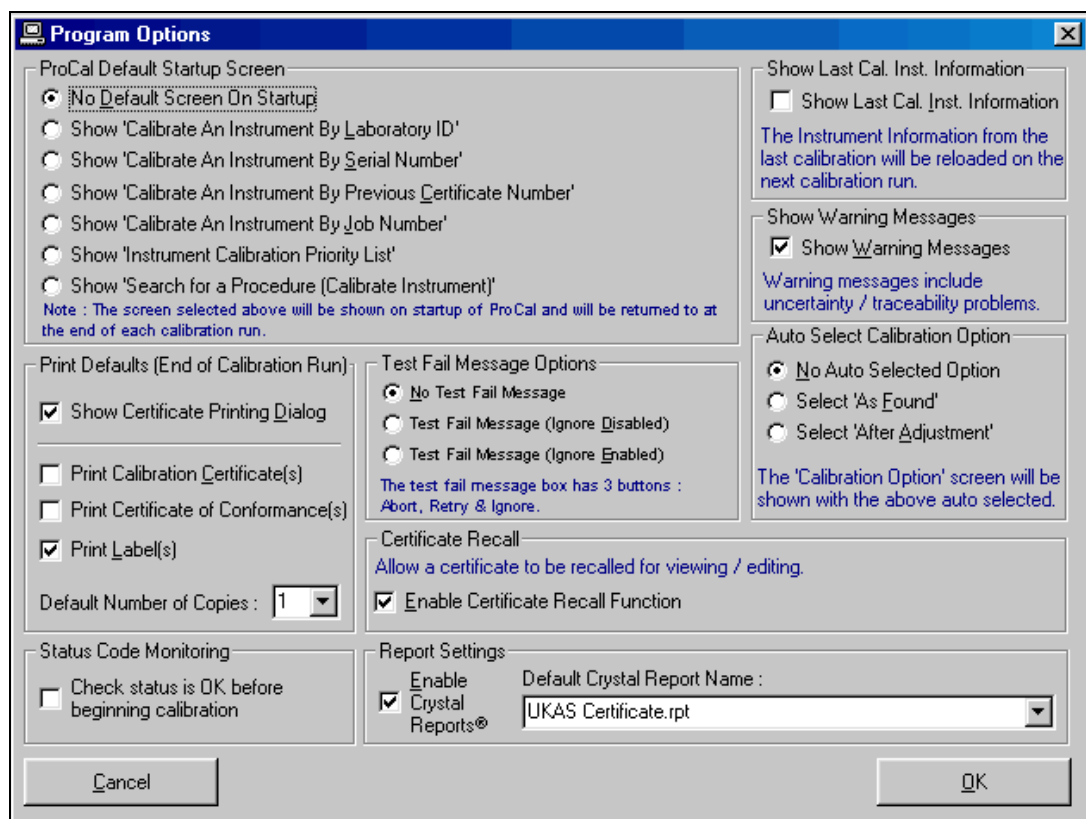 Program Options
ProCal Default Startup Screen
No Default Screen On Startup
Show 'Calibrate An Instrument By Laboratory ID'
Show 'Calibrate An Instrument By Serial Number'
Show 'Calibrate An Instrument By Previous Certificate Number'
Show 'Calibrate An Instrument By Job Number'
Show 'Instrument Calibration Priority List'
Show 'Search for a Procedure (Calibrate Instrument)'
Note : The screen selected above will be shown on startup of ProCal and will be returned to at
the end of each calibration run.
Show Last Cal. Inst. Information
Show Last Cal. Inst. Information
The Instrument Information from the
last calibration will be reloaded on the
next calibration run.
Show Warning Messages
Show Warning Messages
Warning messages include
uncertainty / traceability problems.
Auto Select Calibration Option
No Auto Selected Option
Select 'As Found'
Select 'After Adjustment'
The 'Calibration Option' screen will be
shown with the above auto selected.
Print Defaults (End of Calibration Run)
Show Certificate Printing Dialog
Print Calibration Certificate(s)
Print Certificate of Conformance(s)
Print Label(s)
Default Number of Copies : 1
Test Fail Message Options
No Test Fail Message
Test Fail Message (Ignore Disabled)
Test Fail Message (Ignore Enabled)
The test fail message box has 3 buttons :
Abort, Retry & Ignore.
Certificate Recall
Allow a certificate to be recalled for viewing / editing.
Enable Certificate Recall Function
Status Code Monitoring
Check status is OK before
beginning calibration
Report Settings
Enable
Crystal
Reports®
Default Crystal Report Name :
UKAS Certificate.rpt
Cancel
OK